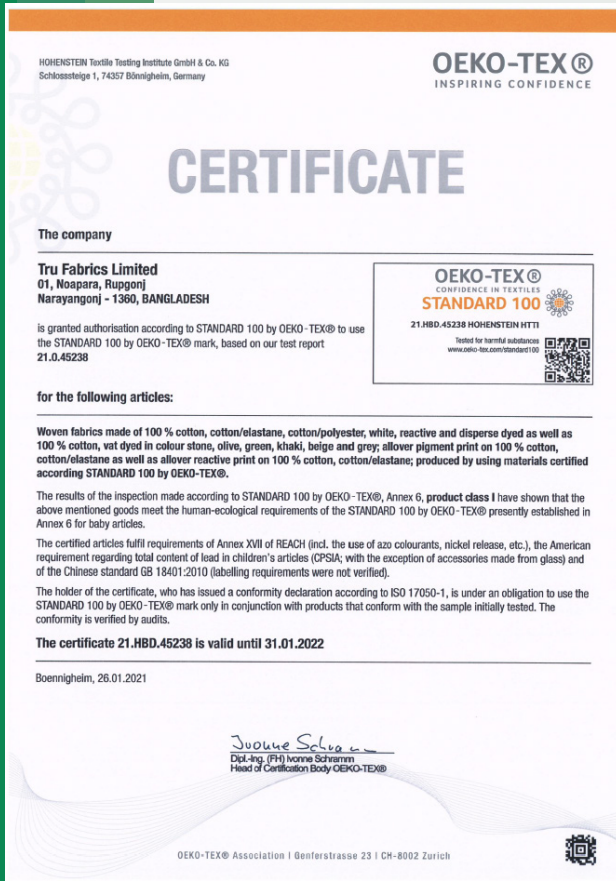 HOHENSTEIN Textile Testing Institute GmbH & Co. KG
Schlosssteige 1, 74357 Bönnigheim, Germany
OEKO-TEX®
INSPIRING CONFIDENCE
CERTIFICATE
The company
Tru Fabrics Limited
01, Noapara, Rupgonj
Narayangonj - 1360, BANGLADESH
is granted authorisation according to STANDARD 100 by OEKO-TEX® to use
the STANDARD 100 by OEKO-TEX® mark, based on our test report
21.0.45238
OEKO-TEX®
CONFIDENCE IN TEXTILES
STANDARD 100
21.HBD.45238 HOHENSTEIN HTTI
Tested for harmful substances
www.oeko-tex.com/standard100
for the following articles:
Woven fabrics made of 100 % cotton, cotton/elastane, cotton/polyester, white, reactive and disperse dyed as well as
100 % cotton, vat dyed in colour stone, olive, green, khaki, beige and grey; allover pigment print on 100 % cotton,
cotton/elastane as well as allover reactive print on 100 % cotton, cotton/elastane; produced by using materials certified
according STANDARD 100 by OEKO-TEX®.
The results of the inspection made according to STANDARD 100 by OEKO-TEX®, Annex 6, product class I have shown that the
above mentioned goods meet the human-ecological requirements of the STANDARD 100 by OEKO-TEX® presently established in
Annex 6 for baby articles.
The certified articles fulfil requirements of Annex XVII of REACH (incl. the use of azo colourants, nickel release, etc.), the American
requirement regarding total content of lead in children's articles (CPSIA; with the exception of accessories made from glass) and
of the Chinese standard GB 18401:2010 (labelling requirements were not verified).
The holder of the certificate, who has issued a conformity declaration according to ISO 17050-1, is under an obligation to use the
STANDARD 100 by OEKO-TEX® mark only in conjunction with products that conform with the sample initially tested. The
conformity is verified by audits.
The certificate 21.HBD.45238 is valid until 31.01.2022
Boennigheim, 26.01.2021
Ivonne Schramm
Dipl.-Ing. (FH) Ivonne Schramm
Head of Certification Body OEKO-TEX®
OEKO-TEX® Association | Genferstrasse 23 | CH-8002 Zurich